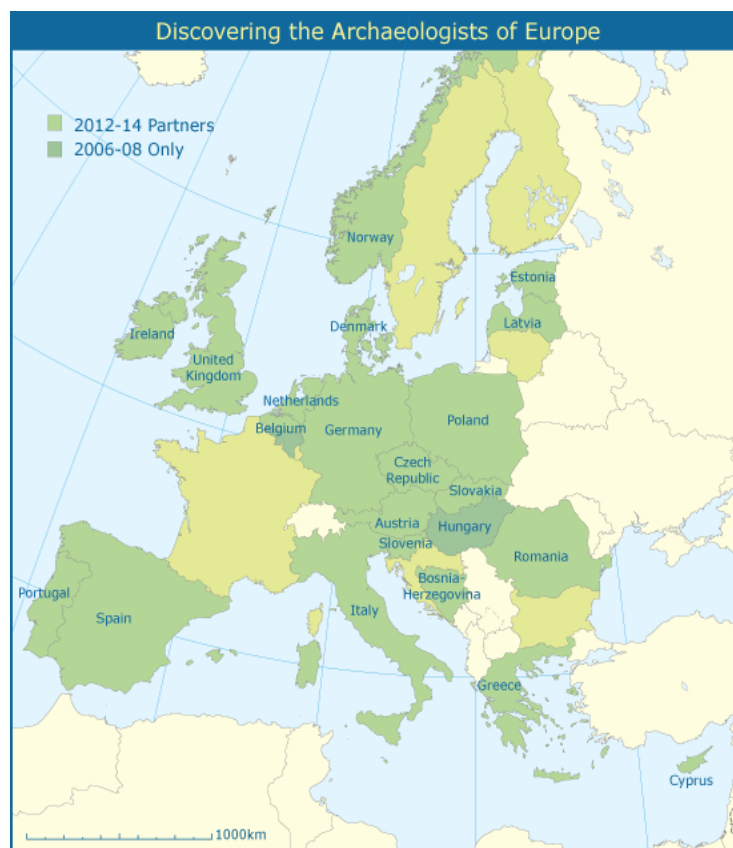 Discovering the Archaeologists of Europe
2012-14 Partners
2006-08 Only
Norway
Estonia
Latvia
Denmark
Ireland
United
Kingdom
Netherlands
Belgium
Germany
Poland
Czech
Republic
Slovakia
Austria
Hungary
Slovenia
Romania
Bosnia-
Herzegovina
Portugal
Spain
Italy
Greece
Cyprus
1000km